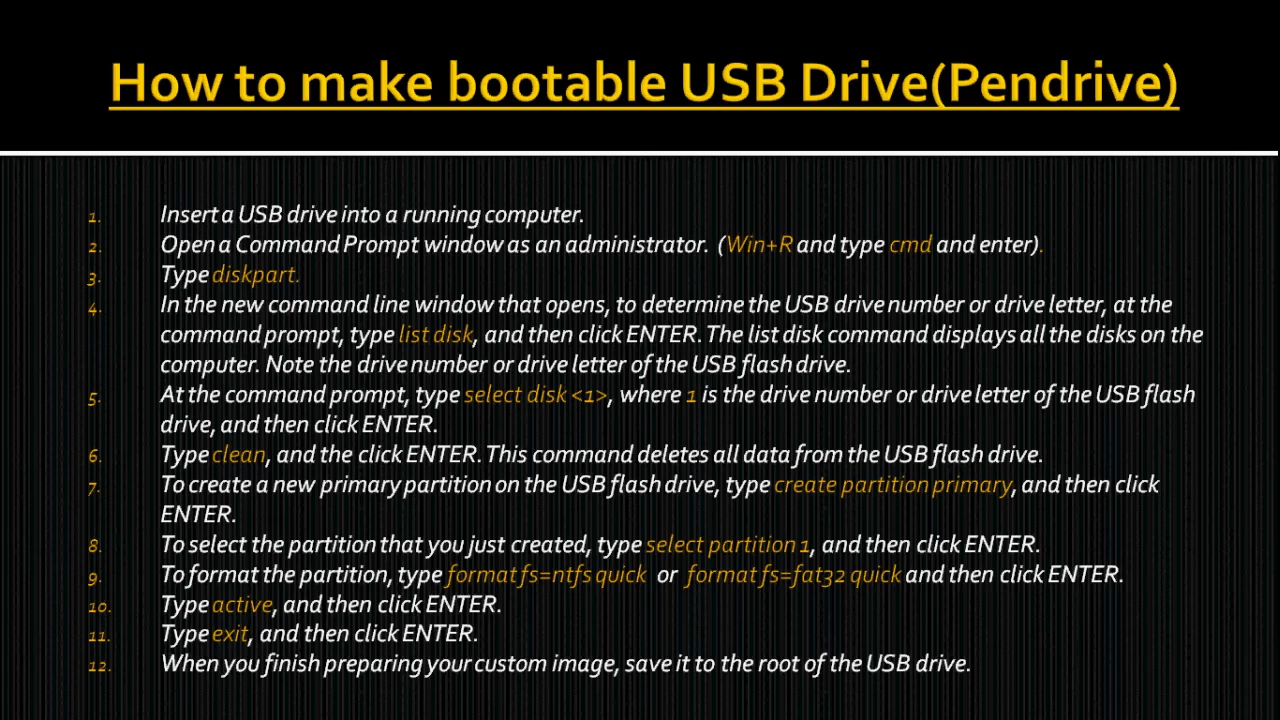 How to make bootable USB Drive(Pendrive)
1. Insert a USB drive into a running computer.
2. Open a Command Prompt window as an administrator. (Win+R and type cmd and enter).
3. Type diskpart.
4. In the new command line window that opens, to determine the USB drive number or drive letter, at the
command prompt, type list disk, and then click ENTER. The list disk command displays all the disks on the
computer. Note the drive number or drive letter of the USB flash drive.
5. At the command prompt, type select disk <1>, where 1 is the drive number or drive letter of the USB flash
drive, and then click ENTER.
6. Type clean, and the click ENTER. This command deletes all data from the USB flash drive.
7. To create a new primary partition on the USB flash drive, type create partition primary, and then click
ENTER.
8. To select the partition that you just created, type select partition 1, and then click ENTER.
9. To format the partition, type format fs=ntfs quick or format fs=fat32 quick and then click ENTER.
10. Type active, and then click ENTER.
11. Type exit, and then click ENTER.
12. When you finish preparing your custom image, save it to the root of the USB drive.